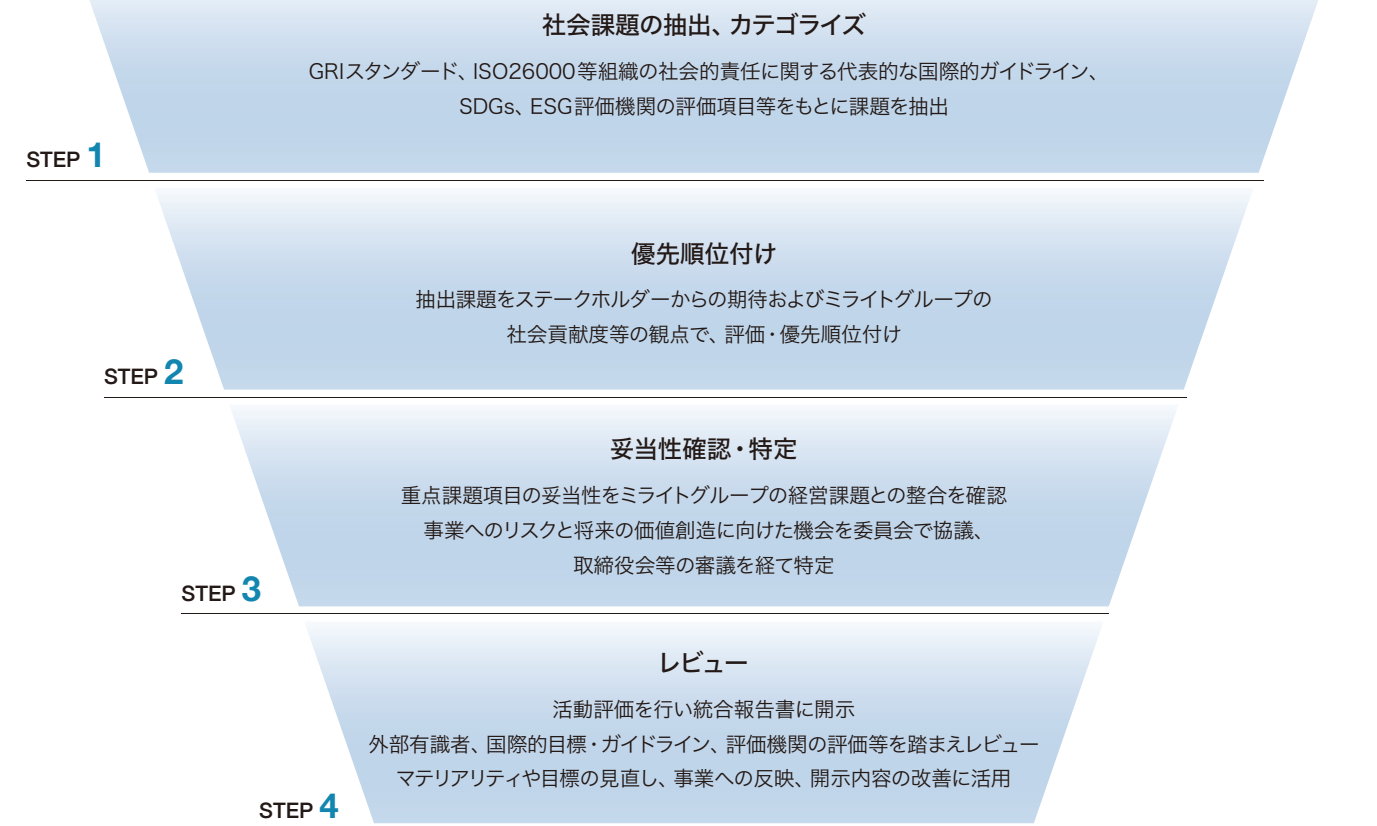 社会課題の抽出、カテゴライズ
GRIスタンダード、ISO26000等組織の社会的責任に関する代表的な国際的ガイドライン、
SDGs、ESG評価機関の評価項目等をもとに課題を抽出
STEP 1
優先順位付け
抽出課題をステークホルダーからの期待およびミライトグループの
社会貢献度等の観点で、評価・優先順位付け
STEP 2
妥当性確認・特定
重点課題項目の妥当性をミライトグループの経営課題との整合を確認
事業へのリスクと将来の価値創造に向けた機会を委員会で協議、
取締役会等の審議を経て特定
STEP 3
レビュー
活動評価を行い統合報告書に開示
外部有識者、国際的目標・ガイドライン、評価機関の評価等を踏まえレビュー
マテリアリティや目標の見直し、事業への反映、開示内容の改善に活用
STEP 4